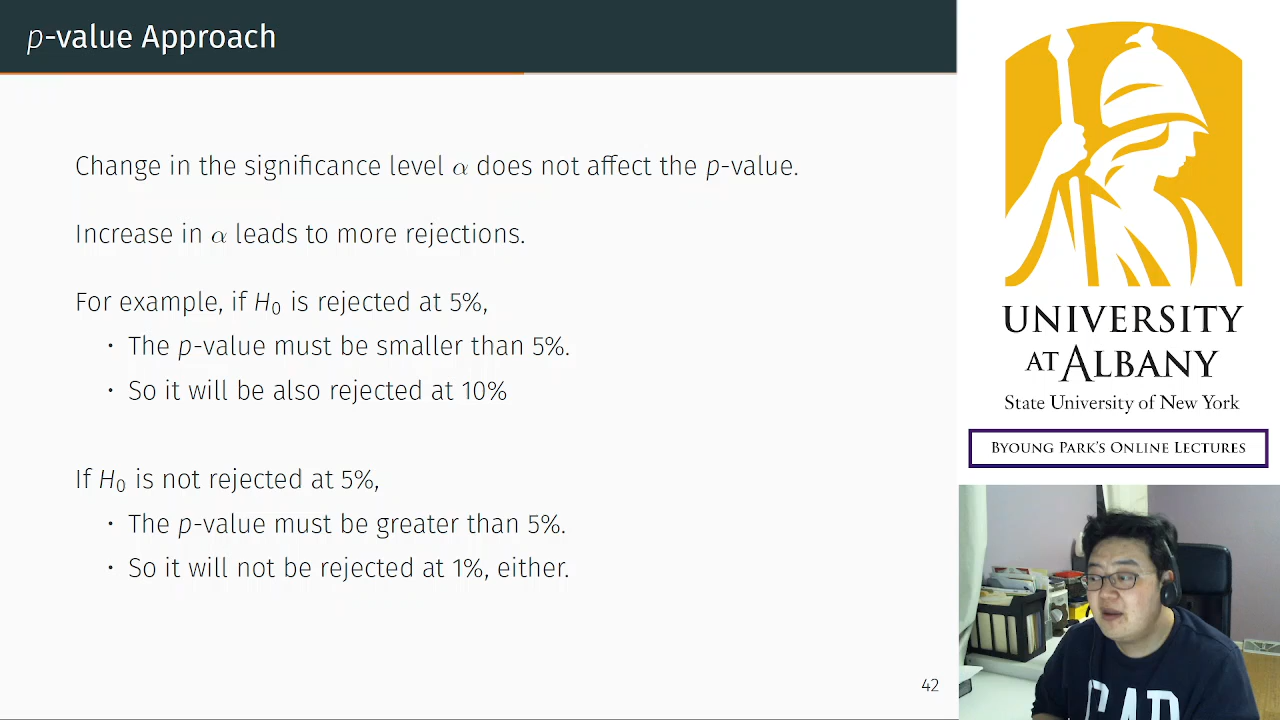 p-value Approach
Change in the significance level α does not affect the p-value.
Increase in α leads to more rejections.
For example, if H₀ is rejected at 5%,
· The p-value must be smaller than 5%.
· So it will be also rejected at 10%
If H₀ is not rejected at 5%,
· The p-value must be greater than 5%.
· So it will not be rejected at 1%, either.
42
UNIVERSITY
AT ALBANY
State University of New York
BYOUNG PARK'S ONLINE LECTURES
GAP